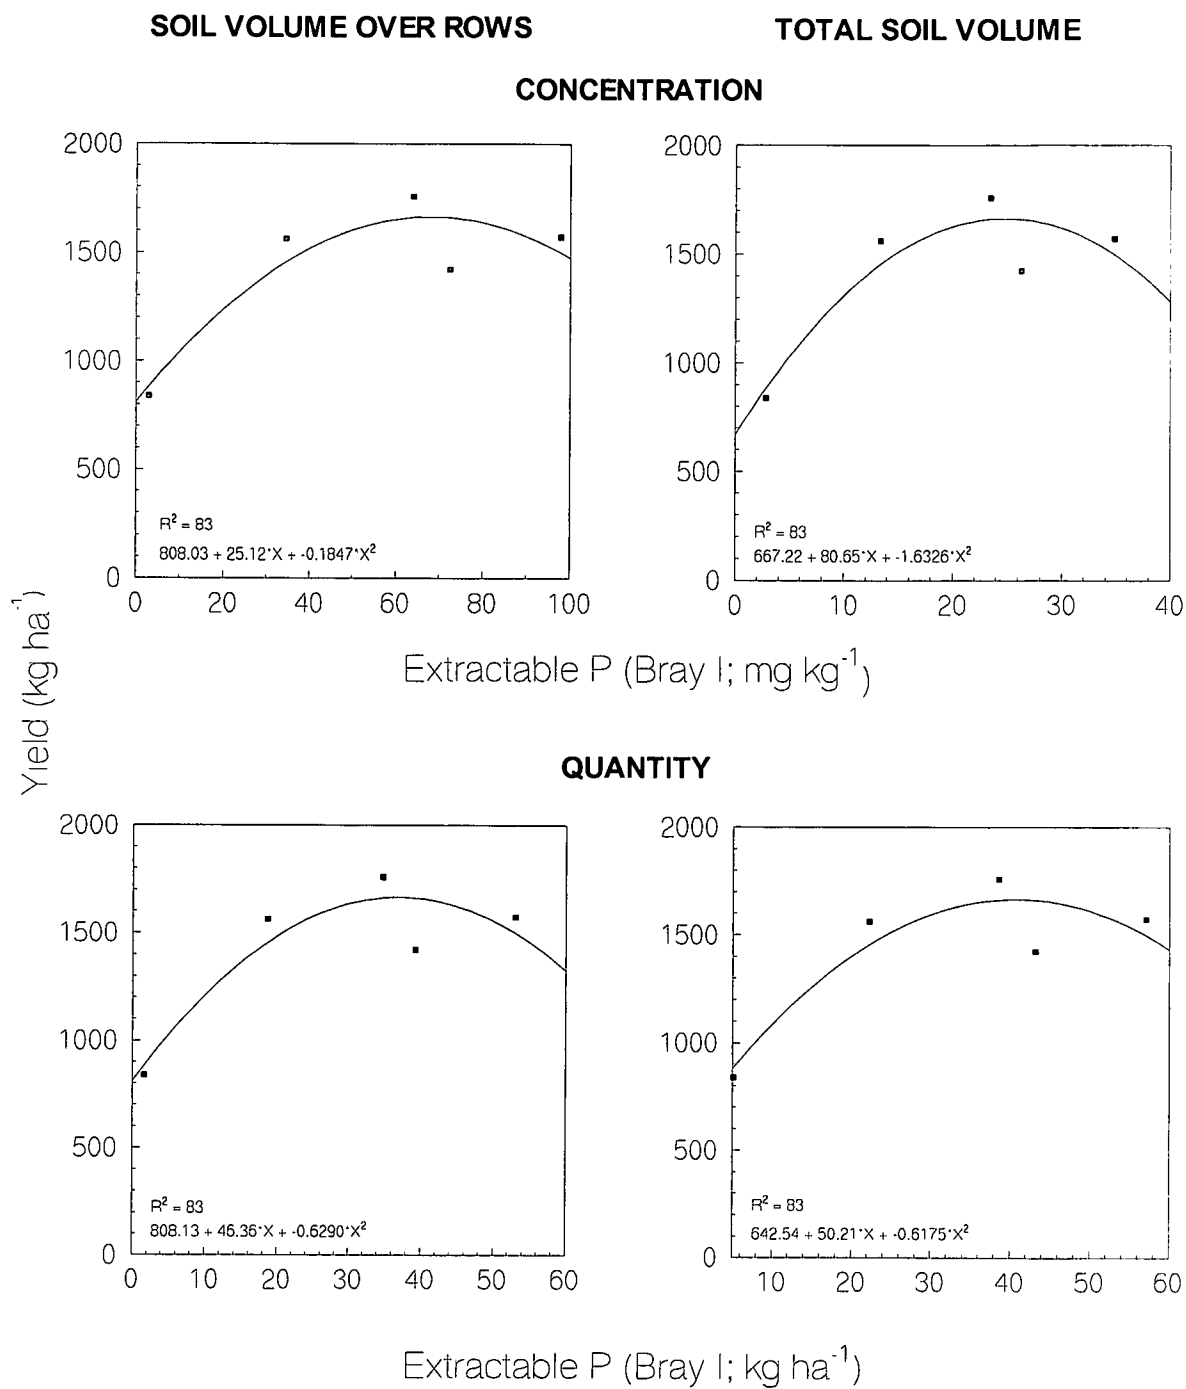 SOIL VOLUME OVER ROWS
TOTAL SOIL VOLUME
CONCENTRATION
2000
1500
1000
500
0
R² = 83
808.03 + 25.12*X + -0.1847*X²
0 20 40 60 80 100
2000
1500
1000
500
0
R² = 83
667.22 + 80.65*X + -1.6326*X²
0 10 20 30 40
Extractable P (Bray I; mg kg⁻¹)
Yield (kg ha⁻¹)
QUANTITY
2000
1500
1000
500
0
R² = 83
808.13 + 46.36*X + -0.6290*X²
0 10 20 30 40 50 60
2000
1500
1000
500
0
R² = 83
642.54 + 50.21*X + -0.6175*X²
10 20 30 40 50 60
Extractable P (Bray I; kg ha⁻¹)